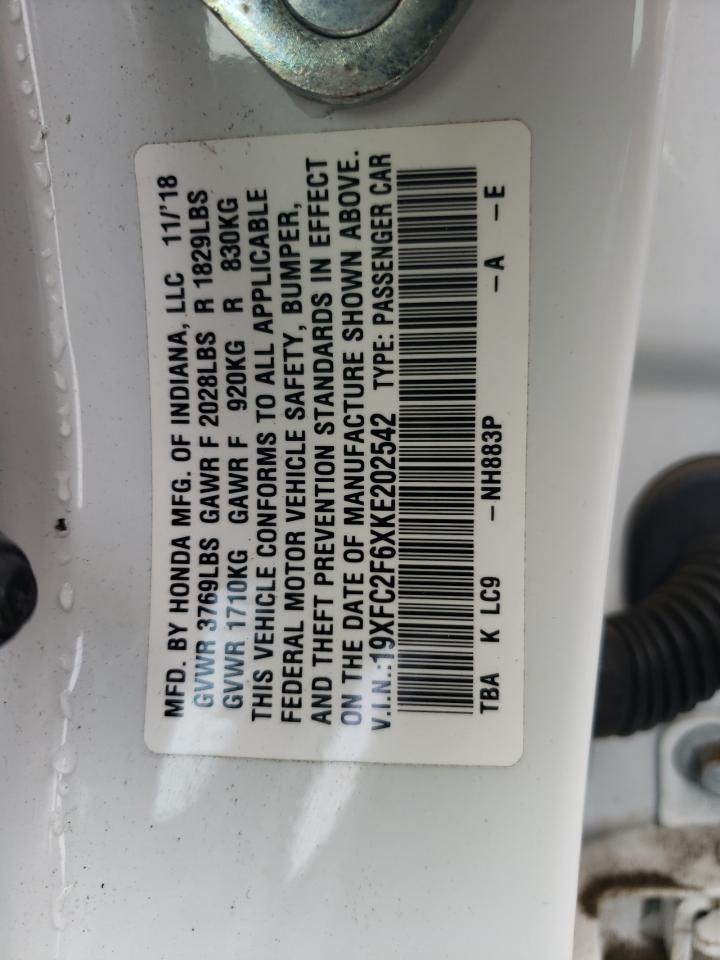 MFD. BY HONDA MFG. OF INDIANA, LLC 11/'18
GVWR 3769LBS GAWR F 2028LBS R 1829LBS
GVWR 1710KG GAWR F 920KG R 830KG
THIS VEHICLE CONFORMS TO ALL APPLICABLE
FEDERAL MOTOR VEHICLE SAFETY, BUMPER,
AND THEFT PREVENTION STANDARDS IN EFFECT
ON THE DATE OF MANUFACTURE SHOWN ABOVE.
V.I.N.:19XFC2F6XKE202542 TYPE: PASSENGER CAR
TBA K LC9 -NH883P -A -E